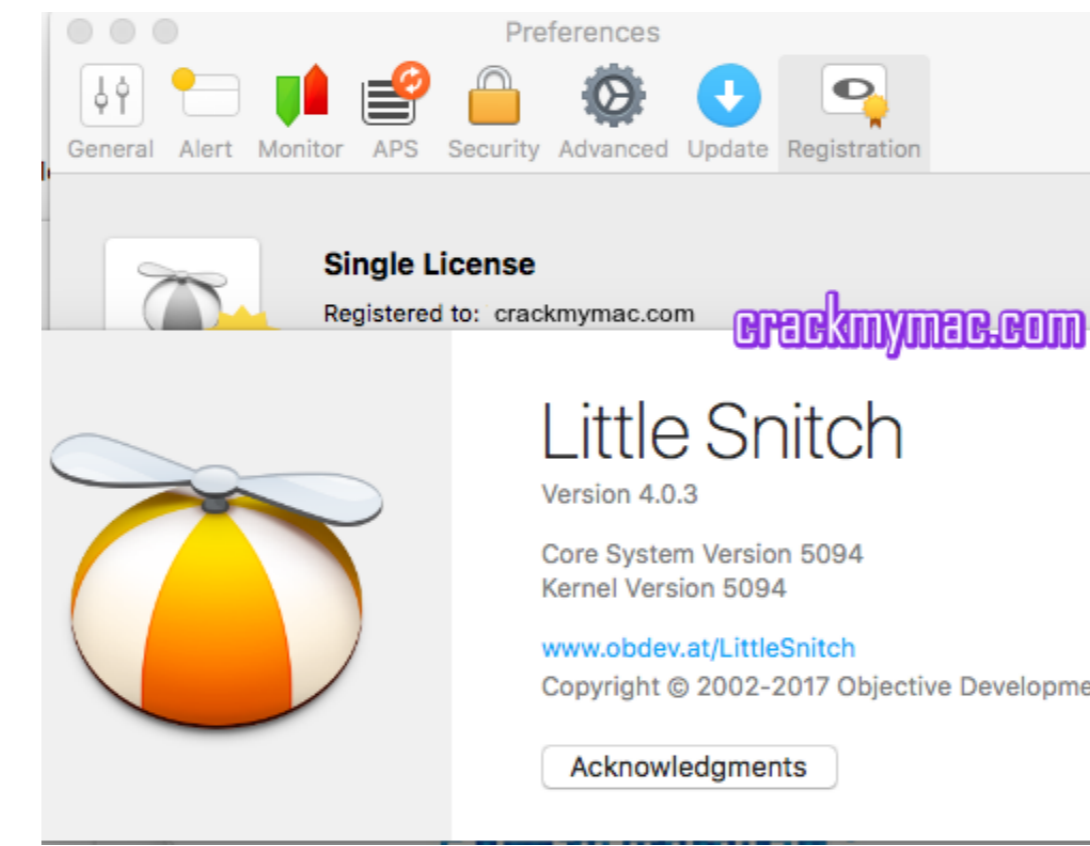 Preferences
General Alert Monitor APS Security Advanced Update Registration
Single License
Registered to: crackmymac.com
crackmymac.com
Little Snitch
Version 4.0.3
Core System Version 5094
Kernel Version 5094
www.obdev.at/LittleSnitch
Copyright © 2002-2017 Objective Developme
Acknowledgments